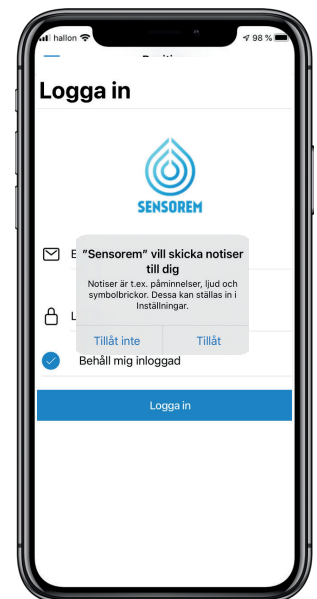 hallon 98 %
Logga in
SENSOREM
"Sensorem" vill skicka notiser
till dig
Notiser är t.ex. påminnelser, ljud och
symbolbrickor. Dessa kan ställas in i
Inställningar.
Tillåt inte Tillåt
Behåll mig inloggad
Logga in